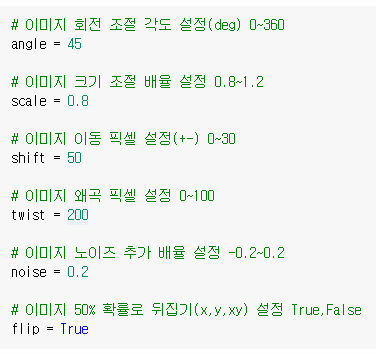 # 이미지 회전 조절 각도 설정(deg) 0~360
angle = 45
# 이미지 크기 조절 배율 설정 0.8~1.2
scale = 0.8
# 이미지 이동 픽셀 설정(+-) 0~30
shift = 50
# 이미지 왜곡 픽셀 설정 0~100
twist = 200
# 이미지 노이즈 추가 배율 설정 -0.2~0.2
noise = 0.2
# 이미지 50% 확률로 뒤집기(x,y,xy) 설정 True,False
flip = True